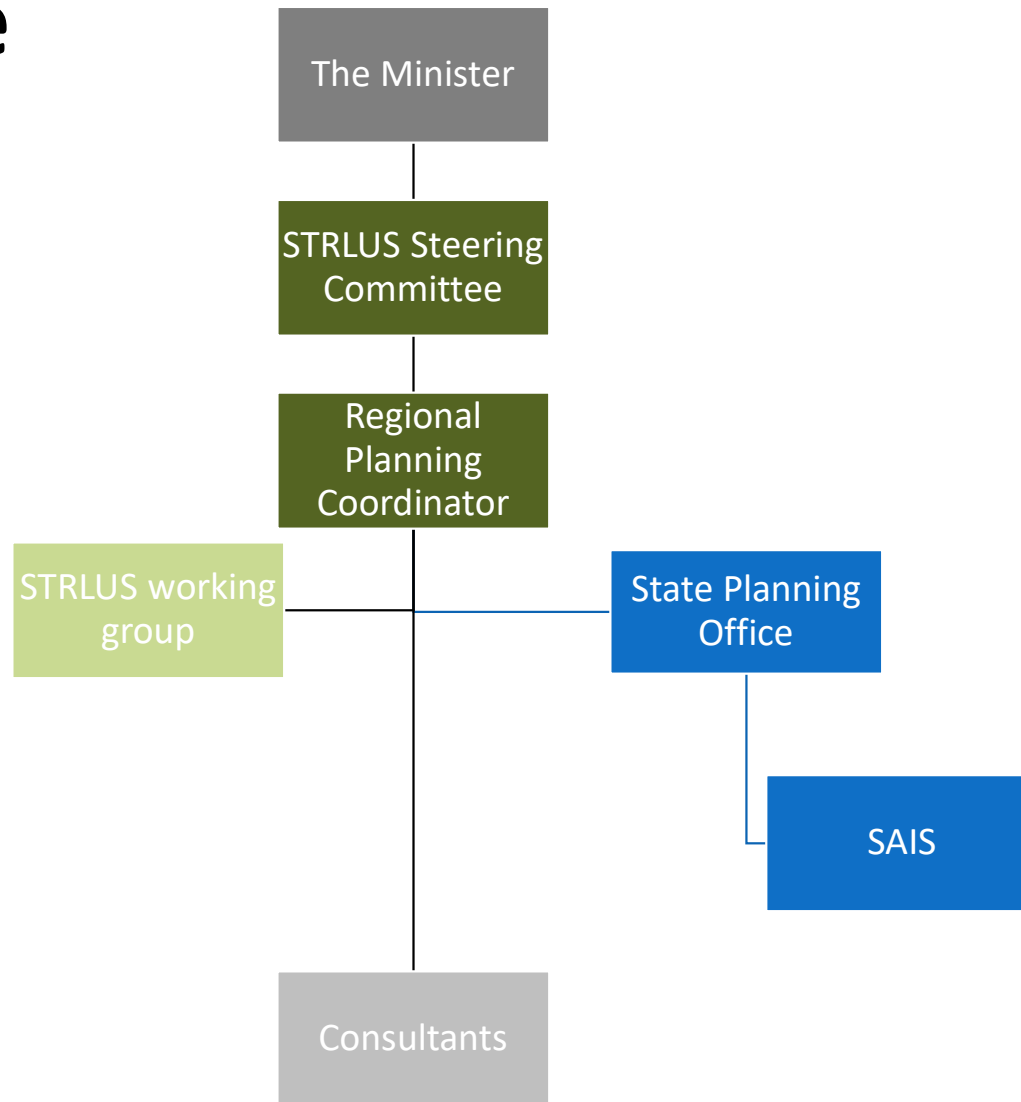 e
The Minister
STRLUS Steering
Committee
Regional
Planning
Coordinator
STRLUS working
group
State Planning
Office
SAIS
Consultants